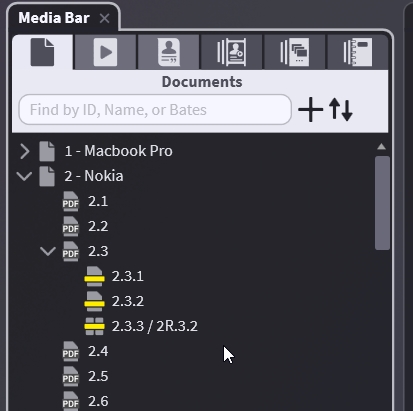 Media Bar
Documents
Find by ID, Name, or Bates
1 - Macbook Pro
2 - Nokia
PDF 2.1
PDF 2.2
PDF 2.3
2.3.1
2.3.2
2.3.3 / 2R.3.2
PDF 2.4
PDF 2.5
PDF 2.6